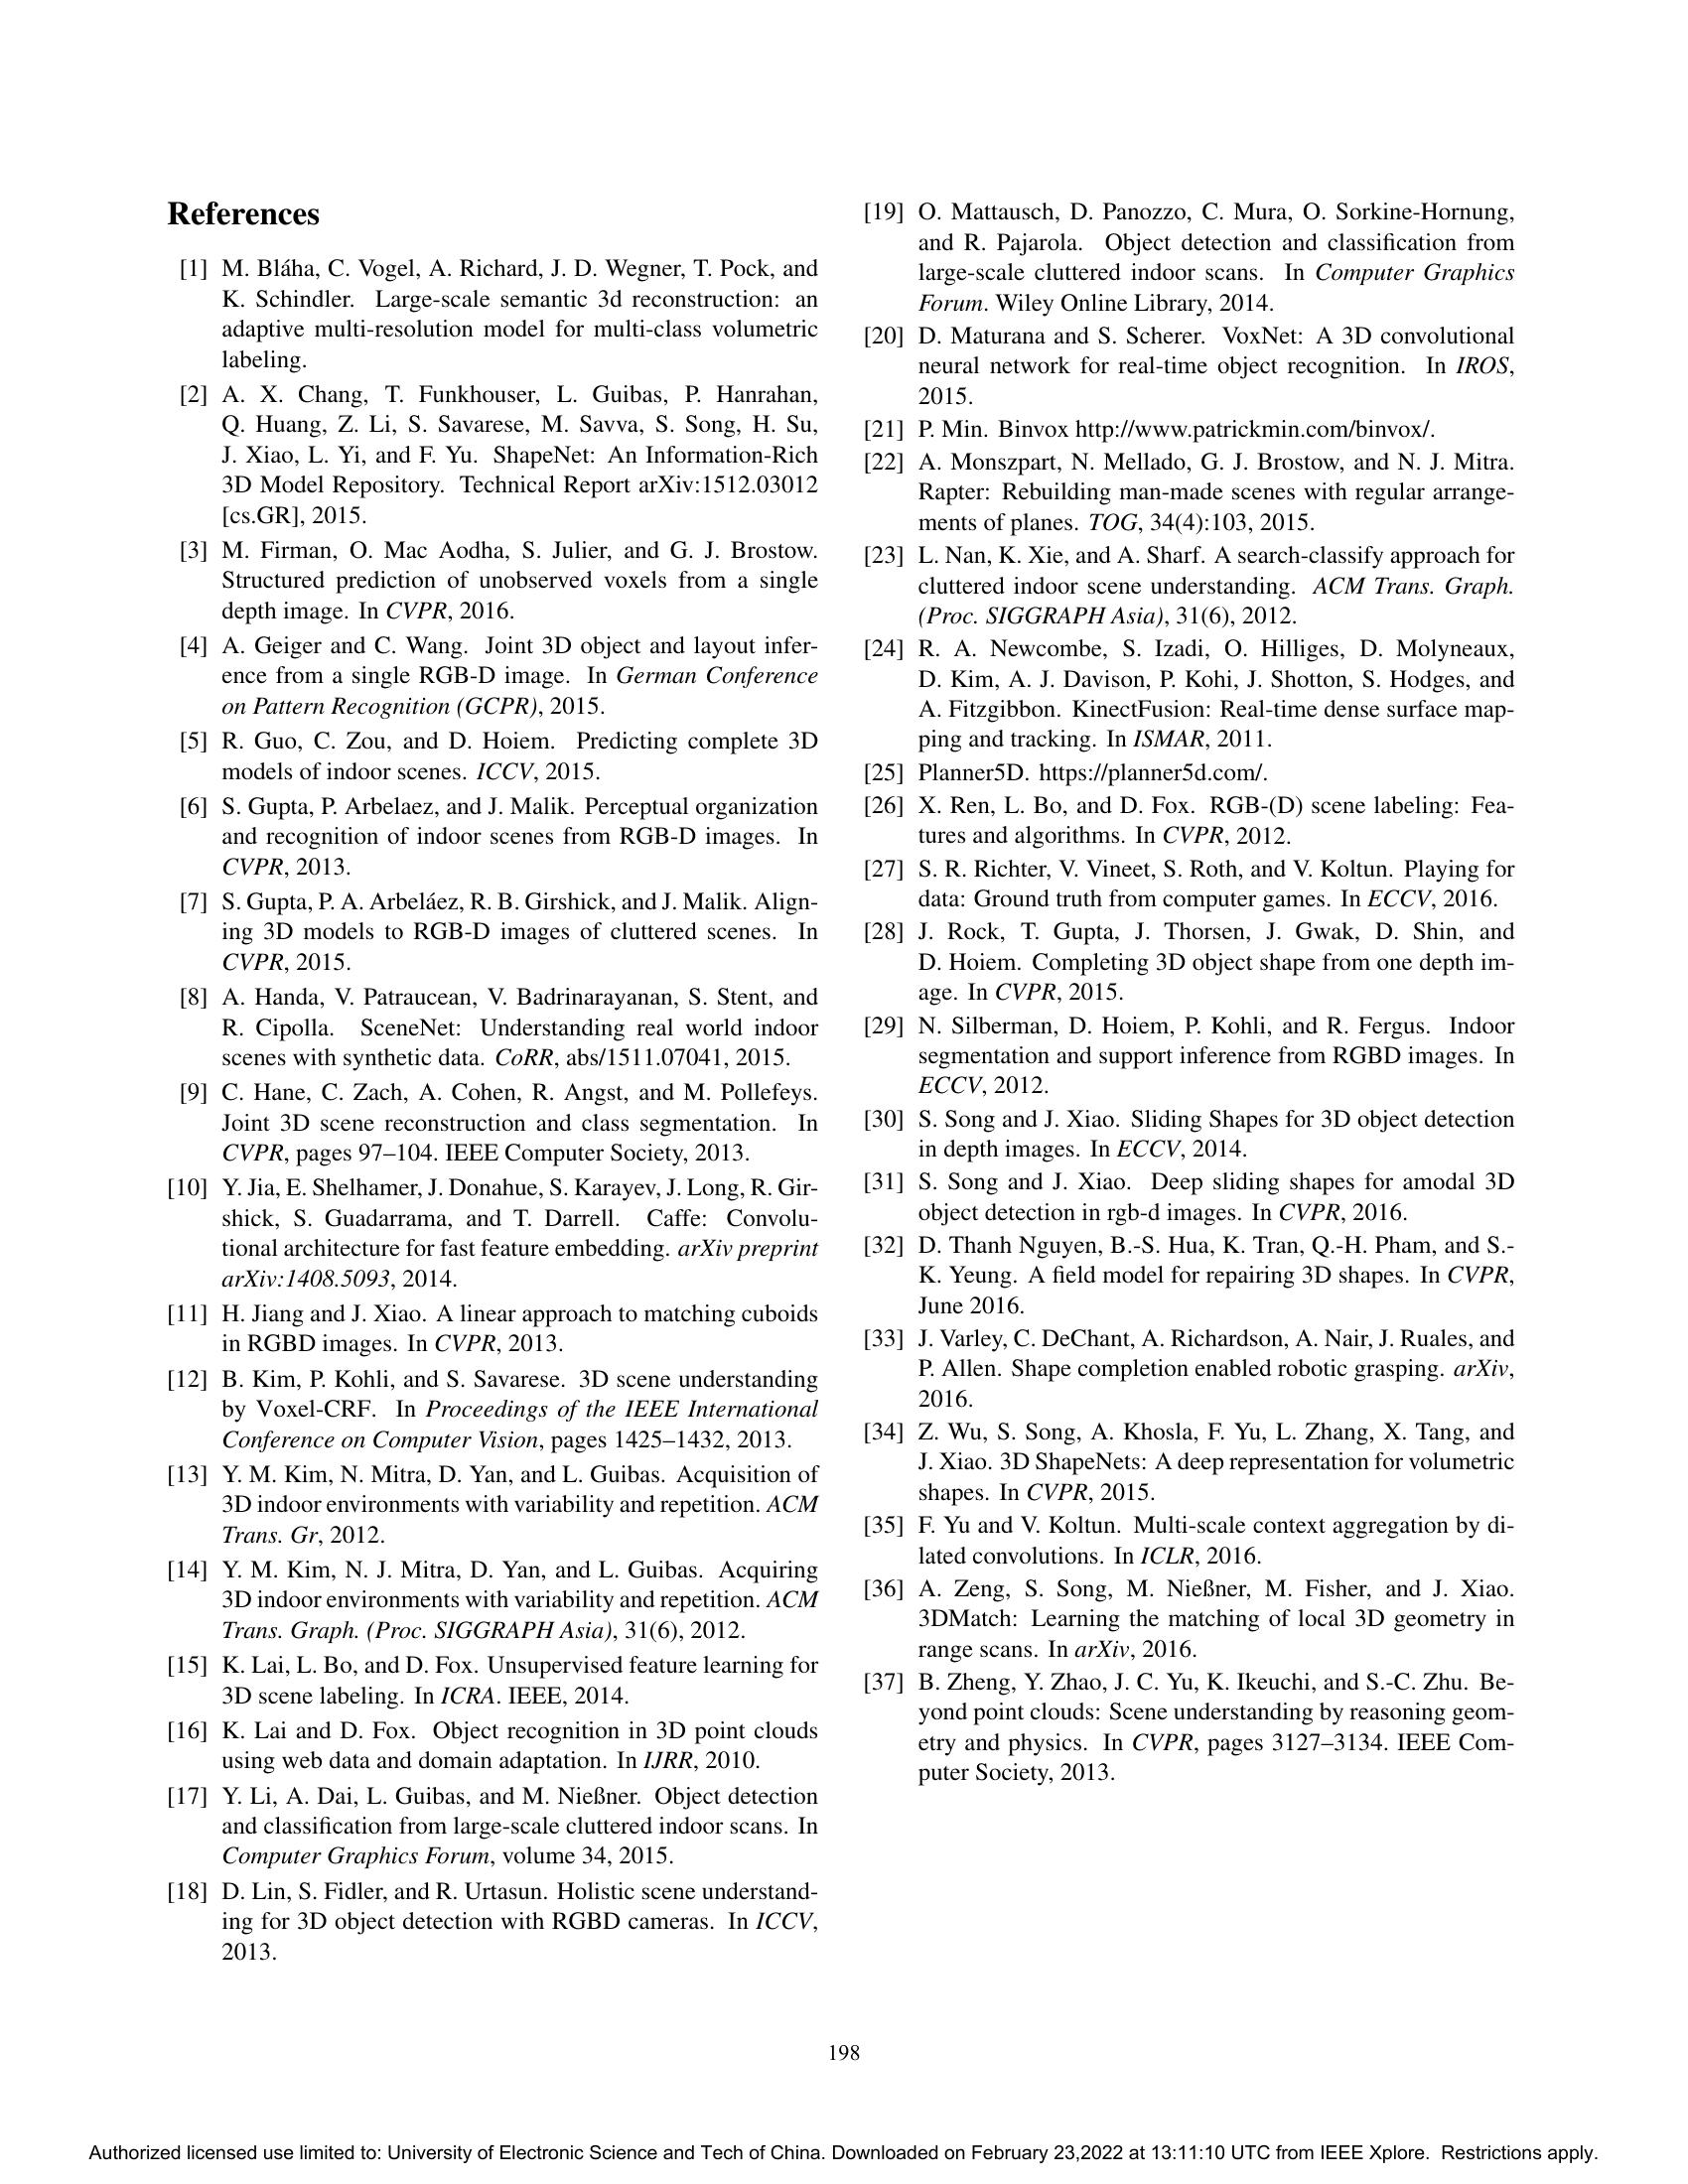 References
[1] M. Bláha, C. Vogel, A. Richard, J. D. Wegner, T. Pock, and
K. Schindler. Large-scale semantic 3d reconstruction: an
adaptive multi-resolution model for multi-class volumetric
labeling.
[2] A. X. Chang, T. Funkhouser, L. Guibas, P. Hanrahan,
Q. Huang, Z. Li, S. Savarese, M. Savva, S. Song, H. Su,
J. Xiao, L. Yi, and F. Yu. ShapeNet: An Information-Rich
3D Model Repository. Technical Report arXiv:1512.03012
[cs.GR], 2015.
[3] M. Firman, O. Mac Aodha, S. Julier, and G. J. Brostow.
Structured prediction of unobserved voxels from a single
depth image. In CVPR, 2016.
[4] A. Geiger and C. Wang. Joint 3D object and layout infer-
ence from a single RGB-D image. In German Conference
on Pattern Recognition (GCPR), 2015.
[5] R. Guo, C. Zou, and D. Hoiem. Predicting complete 3D
models of indoor scenes. ICCV, 2015.
[6] S. Gupta, P. Arbelaez, and J. Malik. Perceptual organization
and recognition of indoor scenes from RGB-D images. In
CVPR, 2013.
[7] S. Gupta, P. A. Arbeláez, R. B. Girshick, and J. Malik. Align-
ing 3D models to RGB-D images of cluttered scenes. In
CVPR, 2015.
[8] A. Handa, V. Patraucean, V. Badrinarayanan, S. Stent, and
R. Cipolla. SceneNet: Understanding real world indoor
scenes with synthetic data. CoRR, abs/1511.07041, 2015.
[9] C. Hane, C. Zach, A. Cohen, R. Angst, and M. Pollefeys.
Joint 3D scene reconstruction and class segmentation. In
CVPR, pages 97–104. IEEE Computer Society, 2013.
[10] Y. Jia, E. Shelhamer, J. Donahue, S. Karayev, J. Long, R. Gir-
shick, S. Guadarrama, and T. Darrell. Caffe: Convolu-
tional architecture for fast feature embedding. arXiv preprint
arXiv:1408.5093, 2014.
[11] H. Jiang and J. Xiao. A linear approach to matching cuboids
in RGBD images. In CVPR, 2013.
[12] B. Kim, P. Kohli, and S. Savarese. 3D scene understanding
by Voxel-CRF. In Proceedings of the IEEE International
Conference on Computer Vision, pages 1425–1432, 2013.
[13] Y. M. Kim, N. Mitra, D. Yan, and L. Guibas. Acquisition of
3D indoor environments with variability and repetition. ACM
Trans. Gr, 2012.
[14] Y. M. Kim, N. J. Mitra, D. Yan, and L. Guibas. Acquiring
3D indoor environments with variability and repetition. ACM
Trans. Graph. (Proc. SIGGRAPH Asia), 31(6), 2012.
[15] K. Lai, L. Bo, and D. Fox. Unsupervised feature learning for
3D scene labeling. In ICRA. IEEE, 2014.
[16] K. Lai and D. Fox. Object recognition in 3D point clouds
using web data and domain adaptation. In IJRR, 2010.
[17] Y. Li, A. Dai, L. Guibas, and M. Nießner. Object detection
and classification from large-scale cluttered indoor scans. In
Computer Graphics Forum, volume 34, 2015.
[18] D. Lin, S. Fidler, and R. Urtasun. Holistic scene understand-
ing for 3D object detection with RGBD cameras. In ICCV,
2013.
[19] O. Mattausch, D. Panozzo, C. Mura, O. Sorkine-Hornung,
and R. Pajarola. Object detection and classification from
large-scale cluttered indoor scans. In Computer Graphics
Forum. Wiley Online Library, 2014.
[20] D. Maturana and S. Scherer. VoxNet: A 3D convolutional
neural network for real-time object recognition. In IROS,
2015.
[21] P. Min. Binvox http://www.patrickmin.com/binvox/.
[22] A. Monszpart, N. Mellado, G. J. Brostow, and N. J. Mitra.
Rapter: Rebuilding man-made scenes with regular arrange-
ments of planes. TOG, 34(4):103, 2015.
[23] L. Nan, K. Xie, and A. Sharf. A search-classify approach for
cluttered indoor scene understanding. ACM Trans. Graph.
(Proc. SIGGRAPH Asia), 31(6), 2012.
[24] R. A. Newcombe, S. Izadi, O. Hilliges, D. Molyneaux,
D. Kim, A. J. Davison, P. Kohi, J. Shotton, S. Hodges, and
A. Fitzgibbon. KinectFusion: Real-time dense surface map-
ping and tracking. In ISMAR, 2011.
[25] Planner5D. https://planner5d.com/.
[26] X. Ren, L. Bo, and D. Fox. RGB-(D) scene labeling: Fea-
tures and algorithms. In CVPR, 2012.
[27] S. R. Richter, V. Vineet, S. Roth, and V. Koltun. Playing for
data: Ground truth from computer games. In ECCV, 2016.
[28] J. Rock, T. Gupta, J. Thorsen, J. Gwak, D. Shin, and
D. Hoiem. Completing 3D object shape from one depth im-
age. In CVPR, 2015.
[29] N. Silberman, D. Hoiem, P. Kohli, and R. Fergus. Indoor
segmentation and support inference from RGBD images. In
ECCV, 2012.
[30] S. Song and J. Xiao. Sliding Shapes for 3D object detection
in depth images. In ECCV, 2014.
[31] S. Song and J. Xiao. Deep sliding shapes for amodal 3D
object detection in rgb-d images. In CVPR, 2016.
[32] D. Thanh Nguyen, B.-S. Hua, K. Tran, Q.-H. Pham, and S.-
K. Yeung. A field model for repairing 3D shapes. In CVPR,
June 2016.
[33] J. Varley, C. DeChant, A. Richardson, A. Nair, J. Ruales, and
P. Allen. Shape completion enabled robotic grasping. arXiv,
2016.
[34] Z. Wu, S. Song, A. Khosla, F. Yu, L. Zhang, X. Tang, and
J. Xiao. 3D ShapeNets: A deep representation for volumetric
shapes. In CVPR, 2015.
[35] F. Yu and V. Koltun. Multi-scale context aggregation by di-
lated convolutions. In ICLR, 2016.
[36] A. Zeng, S. Song, M. Nießner, M. Fisher, and J. Xiao.
3DMatch: Learning the matching of local 3D geometry in
range scans. In arXiv, 2016.
[37] B. Zheng, Y. Zhao, J. C. Yu, K. Ikeuchi, and S.-C. Zhu. Be-
yond point clouds: Scene understanding by reasoning geom-
etry and physics. In CVPR, pages 3127–3134. IEEE Com-
puter Society, 2013.
198
Authorized licensed use limited to: University of Electronic Science and Tech of China. Downloaded on February 23,2022 at 13:11:10 UTC from IEEE Xplore. Restrictions apply.